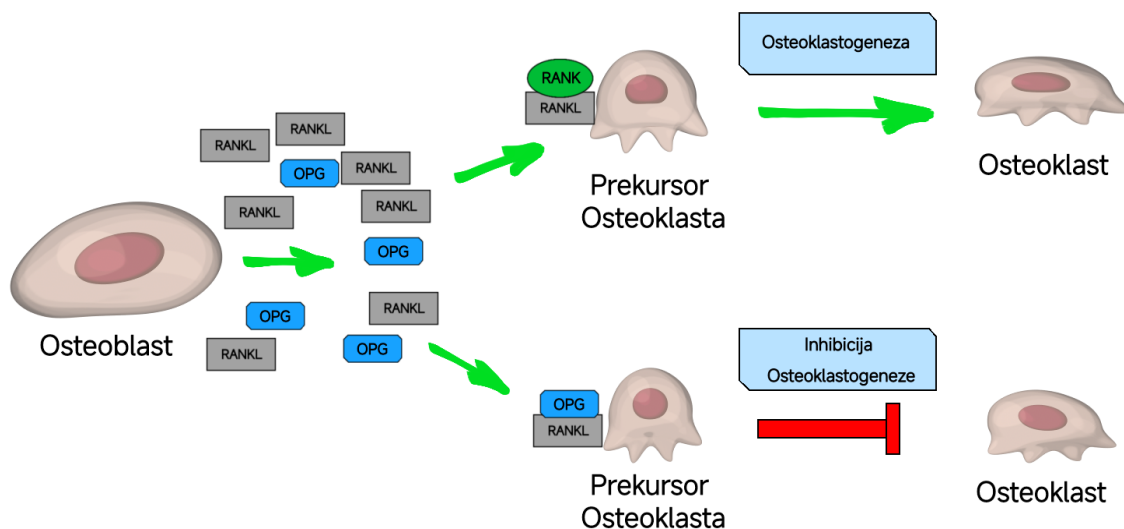 Osteoblast
RANKL
RANKL
OPG
RANKL
RANKL
RANKL
OPG
OPG
RANKL
RANKL
OPG
RANK
RANKL
Prekursor
Osteoklasta
Osteoklastogeneza
Osteoklast
OPG
RANKL
Prekursor
Osteoklasta
Inhibicija
Osteoklastogeneze
Osteoklast